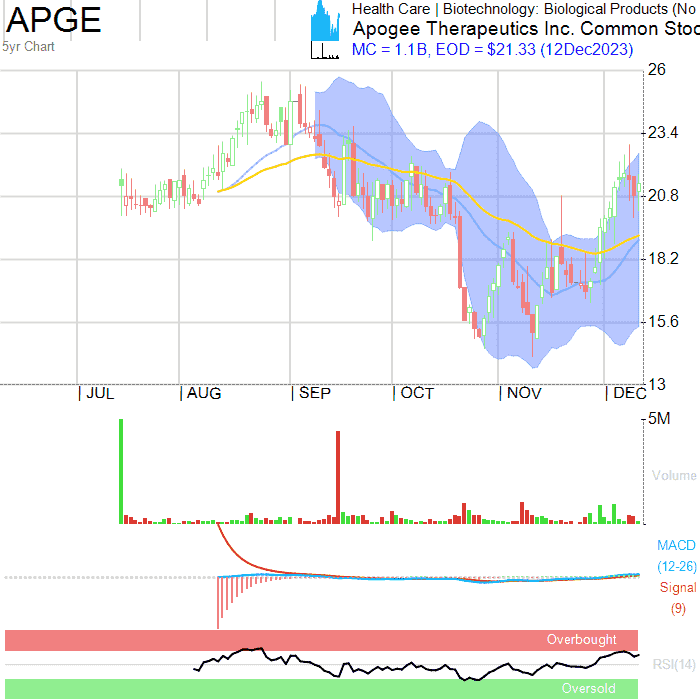 APGE
5yr Chart
Health Care | Biotechnology: Biological Products (No
Apogee Therapeutics Inc. Common Stoc
MC = 1.1B, EOD = $21.33 (12Dec2023)
26
23.4
20.8
18.2
15.6
13
JUL AUG SEP OCT NOV DEC
5M
Volume
MACD
(12-26)
Signal
(9)
Overbought
RSI(14)
Oversold